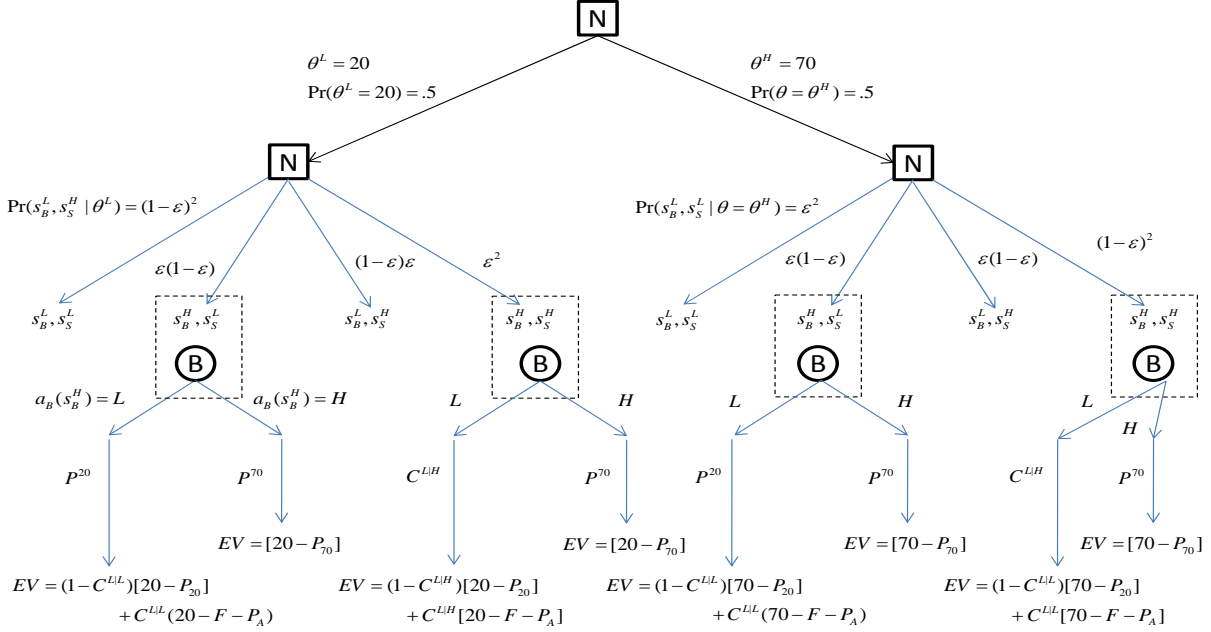 N
θ^L = 20
Pr(θ^L = 20) = .5
θ^H = 70
Pr(θ = θ^H) = .5
N
N
Pr(s_B^L, s_S^H | θ^L) = (1-ε)^2
ε(1-ε)
(1-ε)ε
ε^2
Pr(s_B^L, s_S^L | θ = θ^H) = ε^2
ε(1-ε)
ε(1-ε)
(1-ε)^2
s_B^L, s_S^L
s_B^H, s_S^L
s_B^L, s_S^H
s_B^H, s_S^H
s_B^L, s_S^L
s_B^H, s_S^L
s_B^L, s_S^H
s_B^H, s_S^H
B
B
B
B
a_B(s_B^H) = L
a_B(s_B^H) = H
L
H
L
H
L
H
P^20
P^70
C^{L|H}
P^70
P^20
P^70
C^{L|H}
P^70
EV = [20 - P_70]
EV = [20 - P_70]
EV = [70 - P_70]
EV = [70 - P_70]
EV = (1 - C^{L|L})[20 - P_20]
+ C^{L|L}(20 - F - P_A)
EV = (1 - C^{L|H})[20 - P_20]
+ C^{L|H}[20 - F - P_A]
EV = (1 - C^{L|L})[70 - P_20]
+ C^{L|L}(70 - F - P_A)
EV = (1 - C^{L|L})[70 - P_20]
+ C^{L|L}[70 - F - P_A]